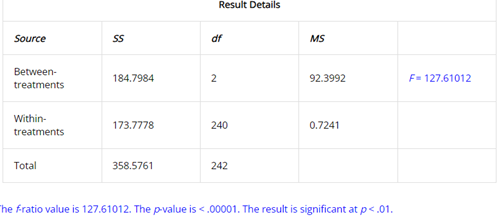 Result Details
Source SS df MS
Between-
treatments 184.7984 2 92.3992 F = 127.61012
Within-
treatments 173.7778 240 0.7241
Total 358.5761 242
he f-ratio value is 127.61012. The p-value is < .00001. The result is significant at p < .01.